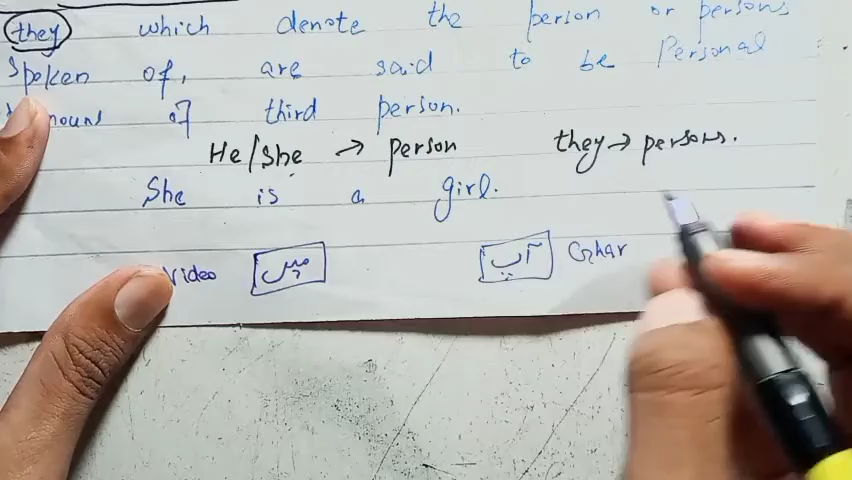 they which denote the person or persons
spoken of, are said to be Personal
nouns of third person.
He/She → person they → persons.
She is a girl.
Video میں آپ Ghar